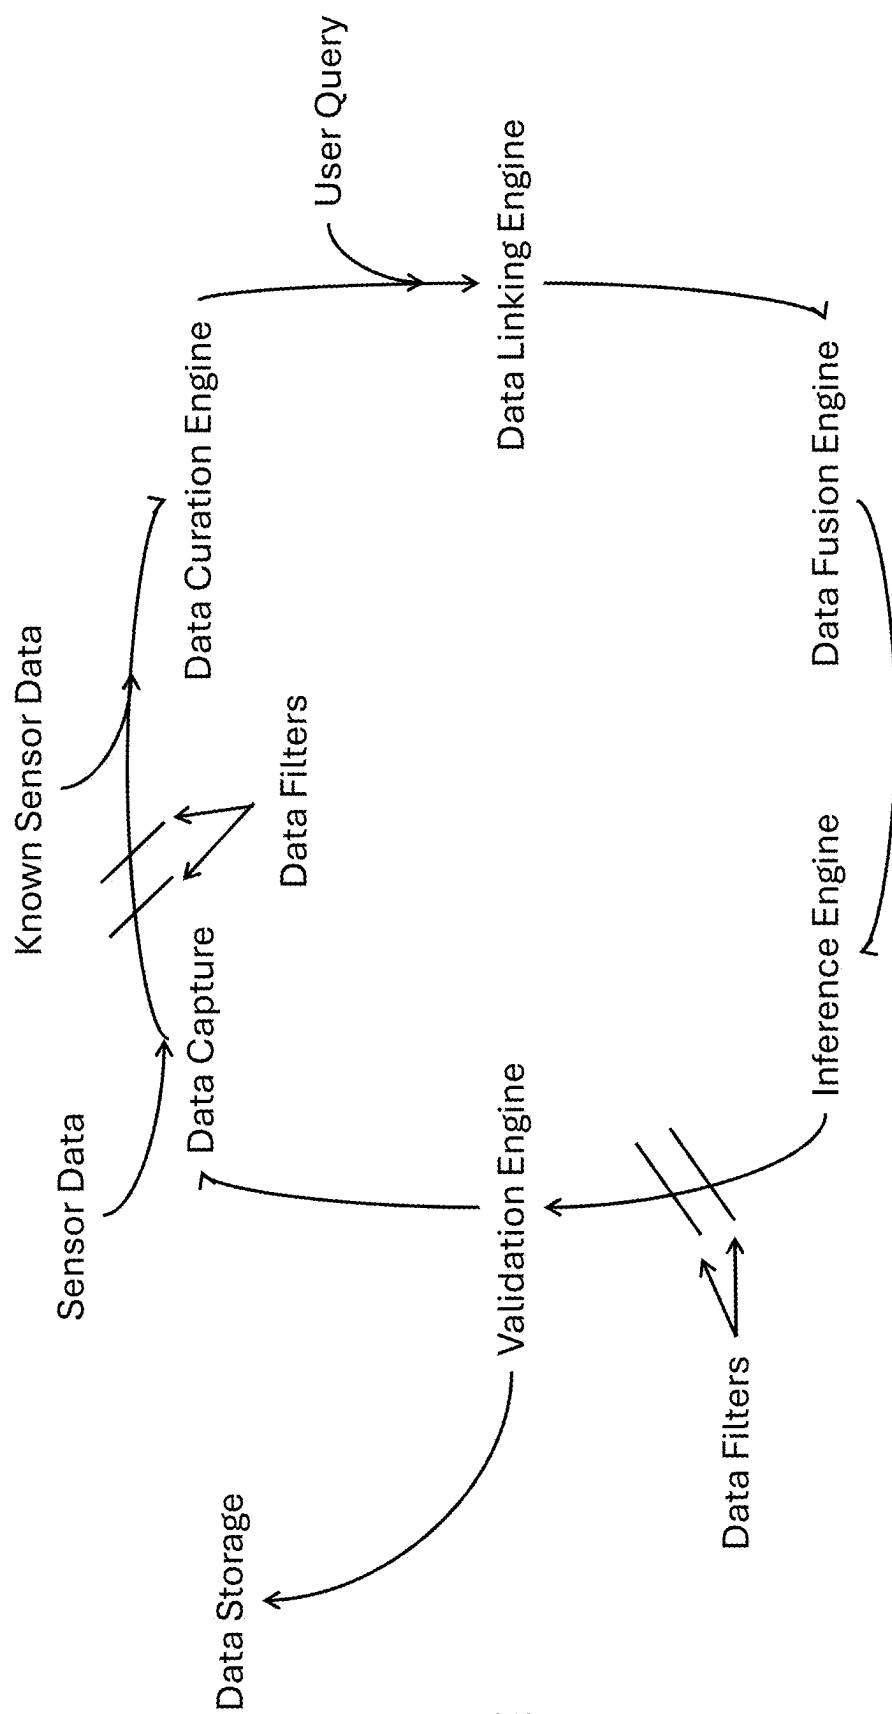 Known Sensor Data
Sensor Data
Data Capture
Data Filters
Data Curation Engine
User Query
Data Storage
Validation Engine
Data Linking Engine
Data Filters
Inference Engine
Data Fusion Engine